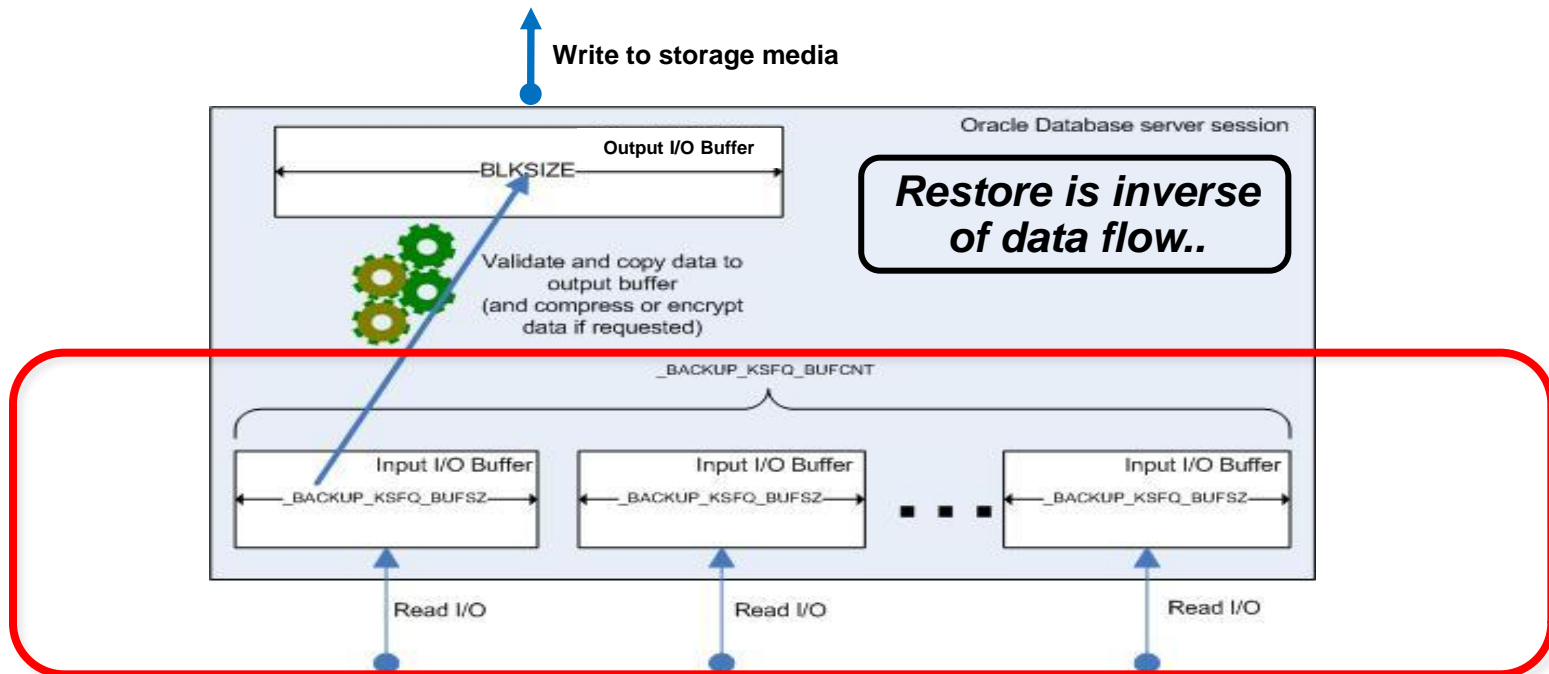 Write to storage media
Oracle Database server session
Output I/O Buffer
BLKSIZE
Restore is inverse
of data flow..
Validate and copy data to
output buffer
(and compress or encrypt
data if requested)
_BACKUP_KSFQ_BUFCNT
Input I/O Buffer
Input I/O Buffer
Input I/O Buffer
_BACKUP_KSFQ_BUFSZ
_BACKUP_KSFQ_BUFSZ
_BACKUP_KSFQ_BUFSZ
Read I/O
Read I/O
Read I/O